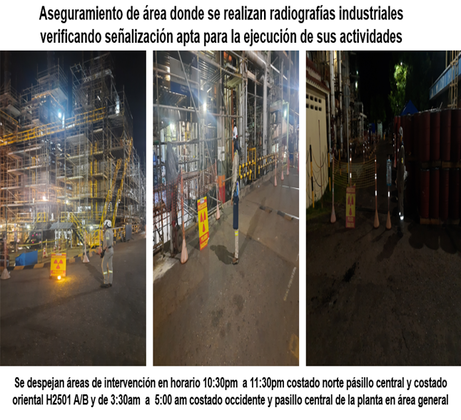 Aseguramiento de área donde se realizan radiografías industriales
verificando señalización apta para la ejecución de sus actividades
Se despejan áreas de intervención en horario 10:30pm a 11:30pm costado norte pásillo central y costado
oriental H2501 A/B y de 3:30am a 5:00 am costado occidente y pasillo central de la planta en área general